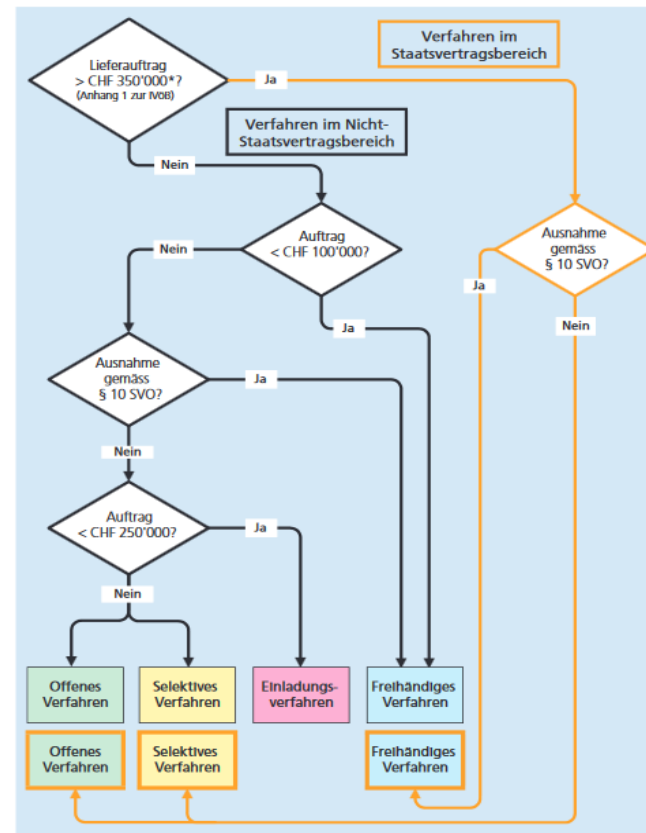 Verfahren im
Staatsvertragsbereich
Lieferauftrag
> CHF 350'000*?
(Anhang 1 zur IVöB)
Ja
Verfahren im Nicht-
Staatsvertragsbereich
Nein
Auftrag
< CHF 100'000?
Ausnahme
gemäss
§ 10 SVO?
Nein
Ja
Nein
Ja
Ausnahme
gemäss
§ 10 SVO?
Ja
Nein
Auftrag
< CHF 250'000?
Ja
Nein
Offenes
Verfahren
Selektives
Verfahren
Einladungs-
verfahren
Freihändiges
Verfahren
Offenes
Verfahren
Selektives
Verfahren
Freihändiges
Verfahren